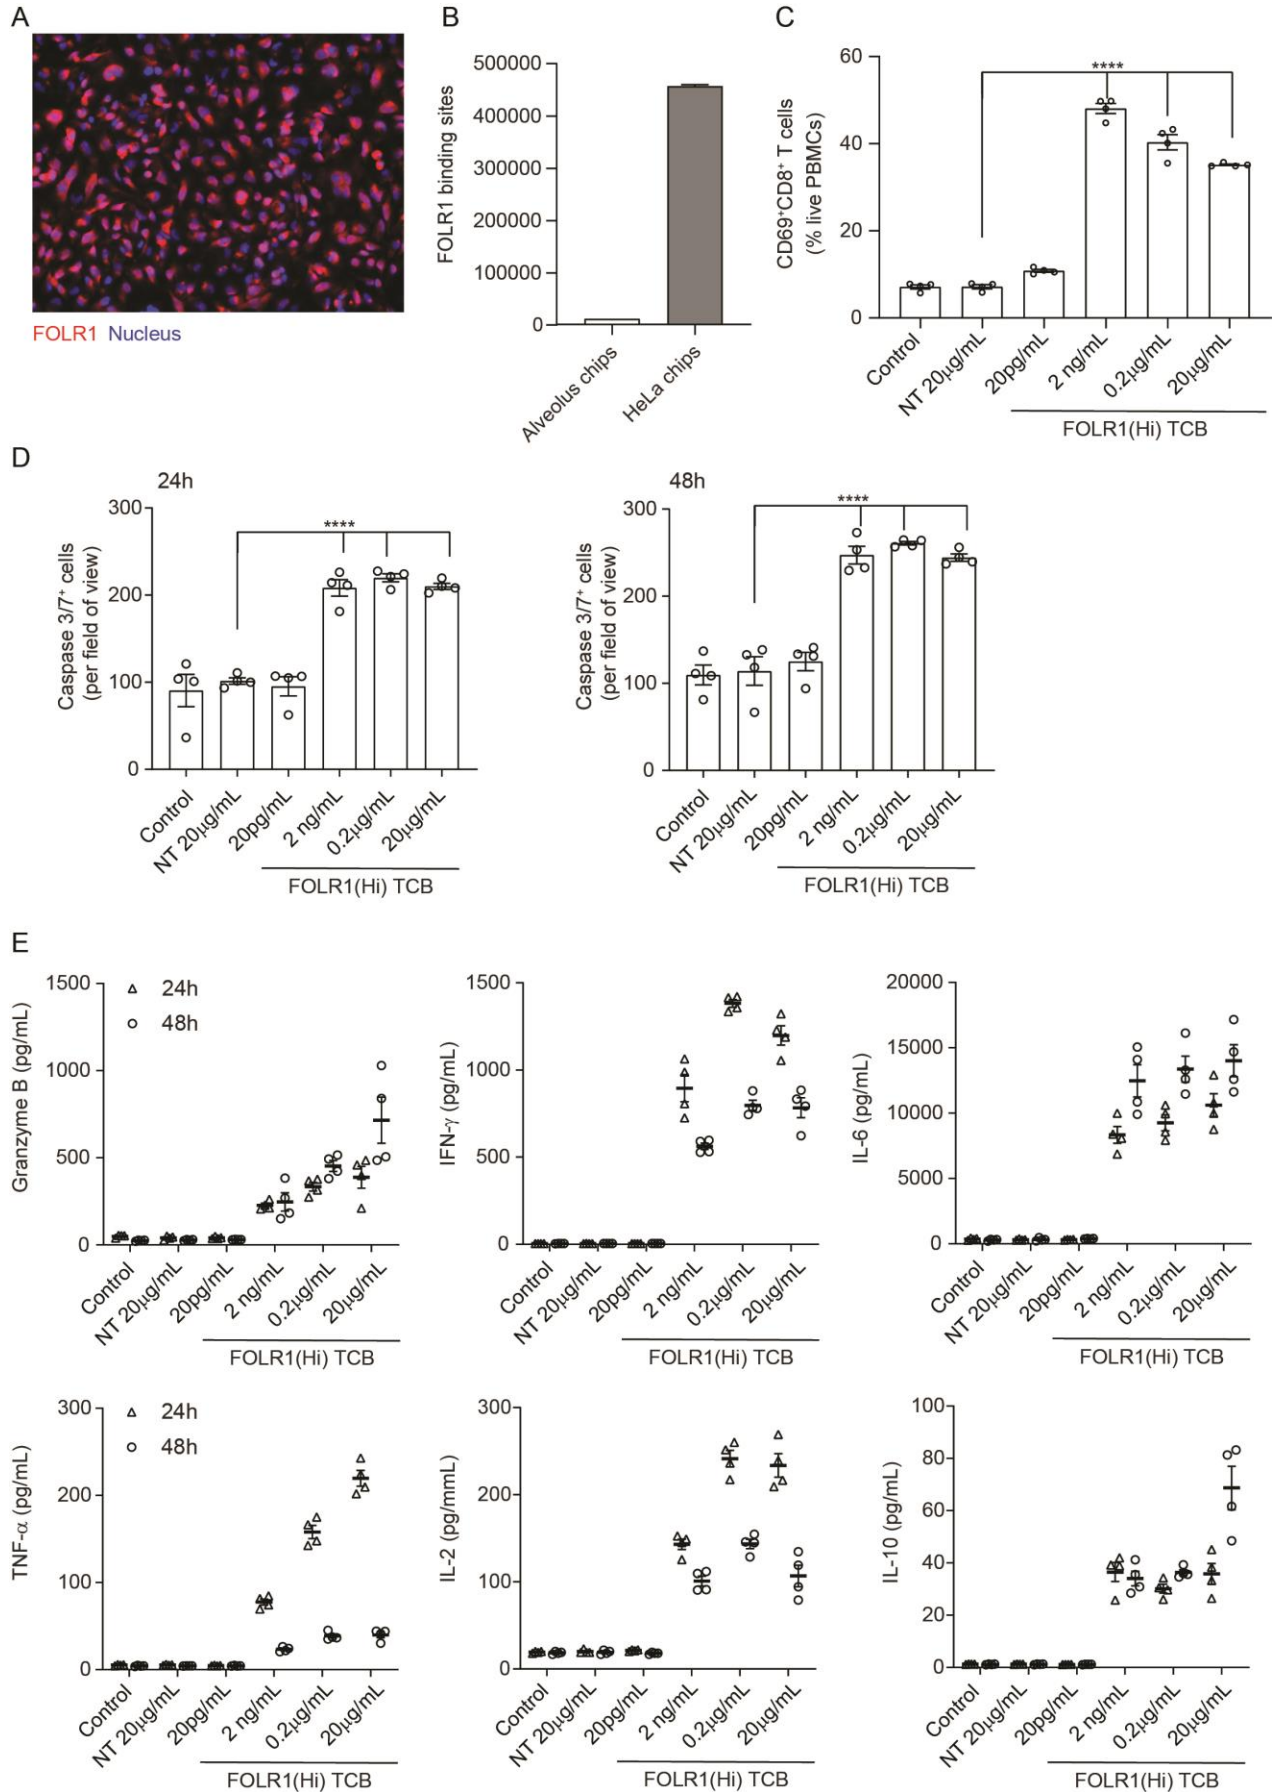 A
FOLR1 Nucleus
B
FOLR1 binding sites
500000
400000
300000
200000
100000
0
Alveolus chips
HeLa chips
C
CD69⁺CD8⁺ T cells
(% live PBMCs)
60
40
20
0
****
Control
NT 20μg/mL
20pg/mL
2 ng/mL
0.2μg/mL
20μg/mL
FOLR1(Hi) TCB
D
24h
Caspase 3/7⁺ cells
(per field of view)
300
200
100
0
****
Control
NT 20μg/mL
20pg/mL
2 ng/mL
0.2μg/mL
20μg/mL
FOLR1(Hi) TCB
48h
Caspase 3/7⁺ cells
(per field of view)
300
200
100
0
****
Control
NT 20μg/mL
20pg/mL
2 ng/mL
0.2μg/mL
20μg/mL
FOLR1(Hi) TCB
E
Granzyme B (pg/mL)
1500
1000
500
0
24h
48h
Control
NT 20μg/mL
20pg/mL
2 ng/mL
0.2μg/mL
20μg/mL
FOLR1(Hi) TCB
IFN-γ (pg/mL)
1500
1000
500
0
Control
NT 20μg/mL
20pg/mL
2 ng/mL
0.2μg/mL
20μg/mL
FOLR1(Hi) TCB
IL-6 (pg/mL)
20000
15000
10000
5000
0
Control
NT 20μg/mL
20pg/mL
2 ng/mL
0.2μg/mL
20μg/mL
FOLR1(Hi) TCB
TNF-α (pg/mL)
300
200
100
0
24h
48h
Control
NT 20μg/mL
20pg/mL
2 ng/mL
0.2μg/mL
20μg/mL
FOLR1(Hi) TCB
IL-2 (pg/mmL)
300
200
100
0
Control
NT 20μg/mL
20pg/mL
2 ng/mL
0.2μg/mL
20μg/mL
FOLR1(Hi) TCB
IL-10 (pg/mL)
100
80
60
40
20
0
Control
NT 20μg/mL
20pg/mL
2 ng/mL
0.2μg/mL
20μg/mL
FOLR1(Hi) TCB